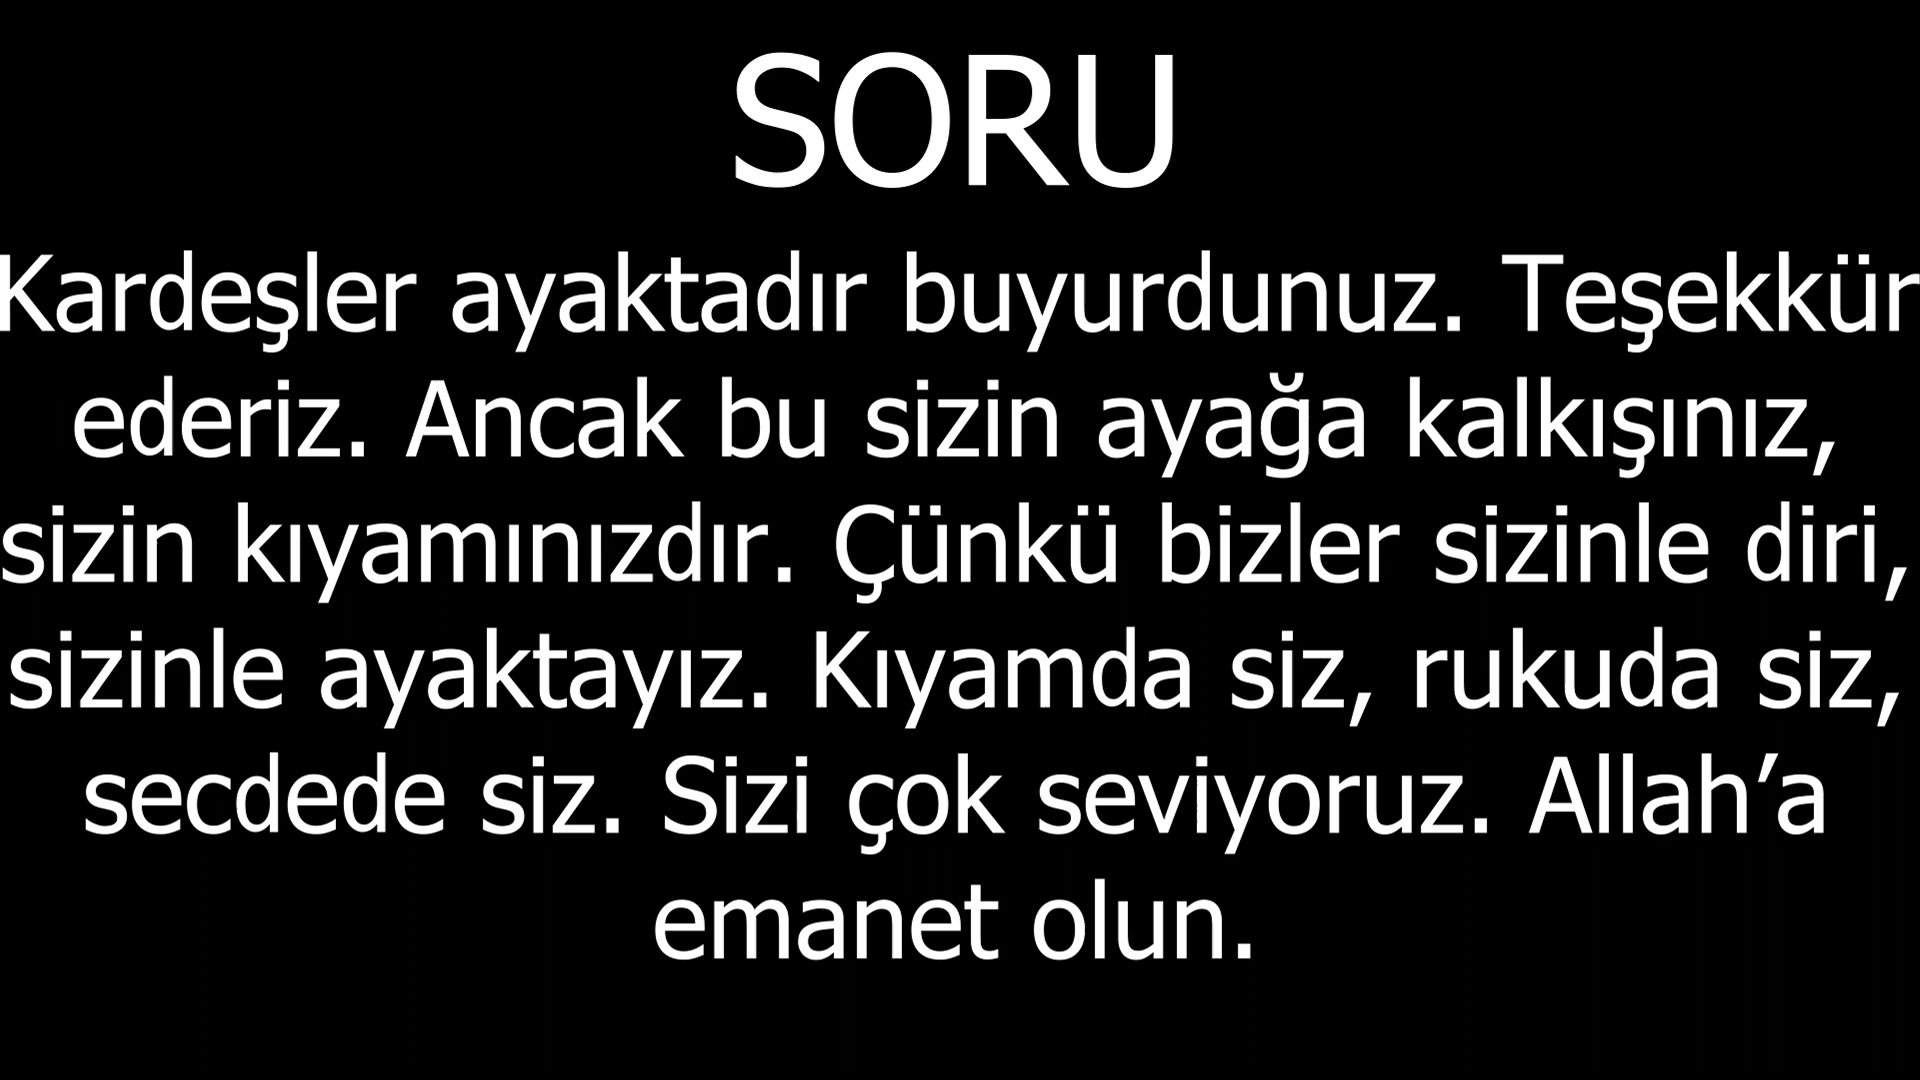 SORU
Kardeşler ayaktadır buyurdunuz. Teşekkür
ederiz. Ancak bu sizin ayağa kalkışınız,
sizin kıyamınızdır. Çünkü bizler sizinle diri,
sizinle ayaktayız. Kıyamda siz, rukuda siz,
secdede siz. Sizi çok seviyoruz. Allah’a
emanet olun.